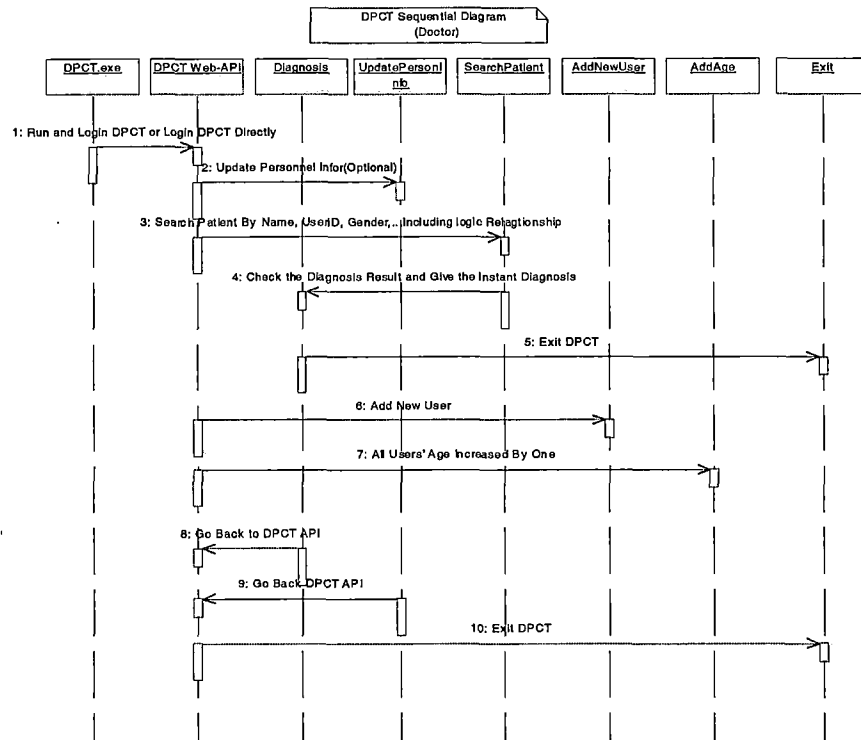 DPCT Sequential Diagram
(Doctor)
DPCT.exe
DPCT Web-API
Diagnosis
UpdatePersonI
nfo
SearchPatient
AddNewUser
AddAge
Exit
1: Run and Login DPCT or Login DPCT Directly
2: Update Personnel Infor(Optional)
3: Search Patient By Name, UserID, Gender,.. Including logic Relagtionship
4: Check the Diagnosis Result and Give the Instant Diagnosis
5: Exit DPCT
6: Add New User
7: All Users' Age Increased By One
8: Go Back to DPCT API
9: Go Back DPCT API
10: Exit DPCT